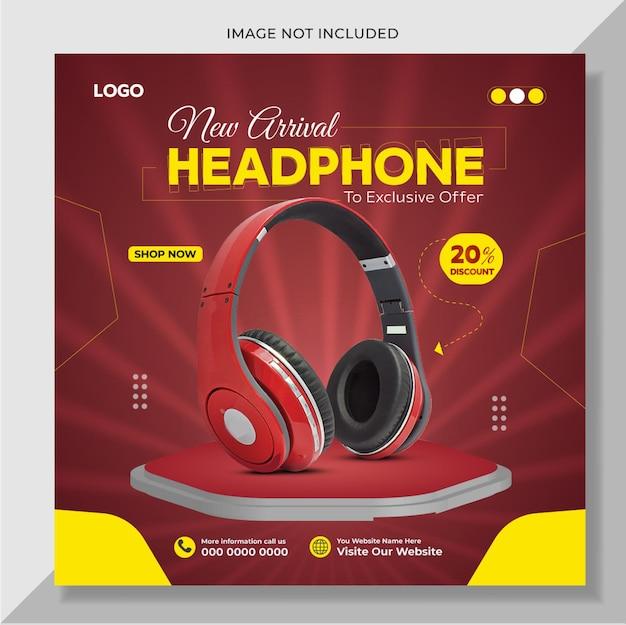 IMAGE NOT INCLUDED
LOGO
New Arrival
HEADPHONE
To Exclusive Offer
SHOP NOW
20%
DISCOUNT
More information call us
000 0000 0000
You Website Name Here
Visite Our Website